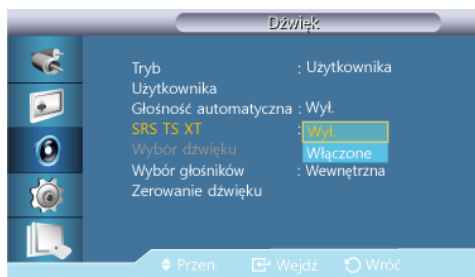 Dźwięk
Tryb : Użytkownika
Użytkownika
Głośność automatyczna : Wył.
SRS TS XT : Wył.
Włączone
Wybór dźwięku
Wybór głośników : Wewnętrzna
Zerowanie dźwięku
Przen. Wejdź Wróć